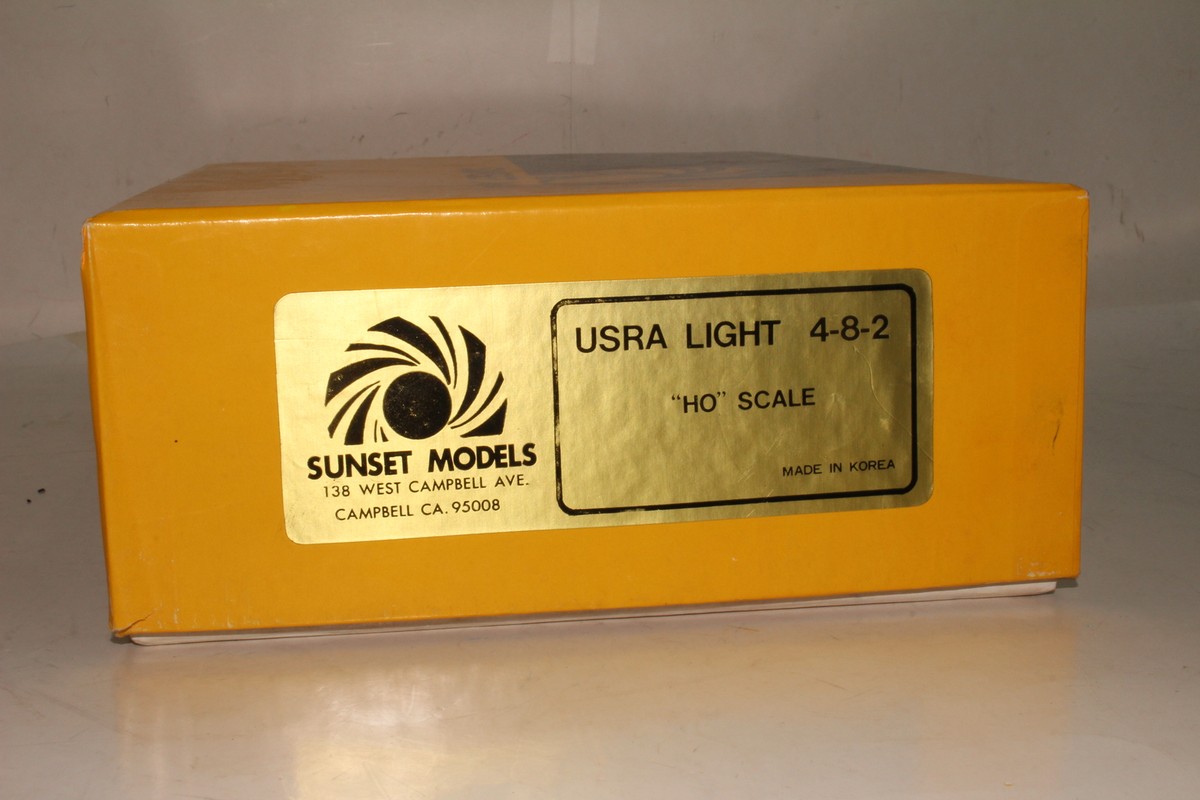 SUNSET MODELS
138 WEST CAMPBELL AVE.
CAMPBELL CA. 95008
USRA LIGHT 4-8-2
“HO” SCALE
MADE IN KOREA